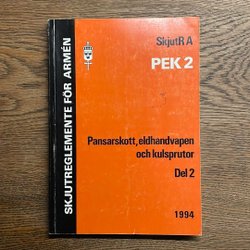 SKJUTREGLEMENTE FÖR ARMÉN
SkjutR A
PEK 2
Pansarskott, eldhandvapen
och kulsprutor
Del 2
1994